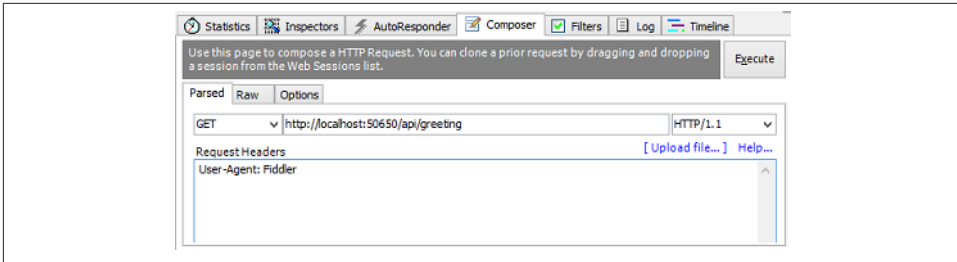 Statistics Inspectors AutoResponder Composer Filters Log Timeline
Use this page to compose a HTTP Request. You can clone a prior request by dragging and dropping
a session from the Web Sessions list.
Execute
Parsed Raw Options
GET http://localhost:50650/api/greeting HTTP/1.1
Request Headers [ Upload file... ] Help...
User-Agent: Fiddler